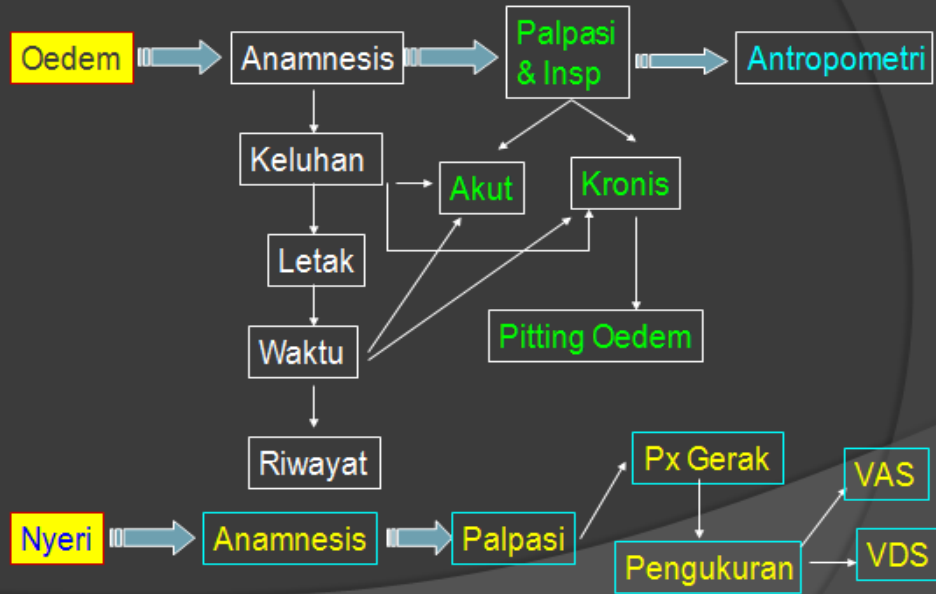 Oedem
Anamnesis
Palpasi
& Insp
Antropometri
Keluhan
Akut
Kronis
Letak
Waktu
Pitting Oedem
Riwayat
Nyeri
Anamnesis
Palpasi
Px Gerak
Pengukuran
VAS
VDS